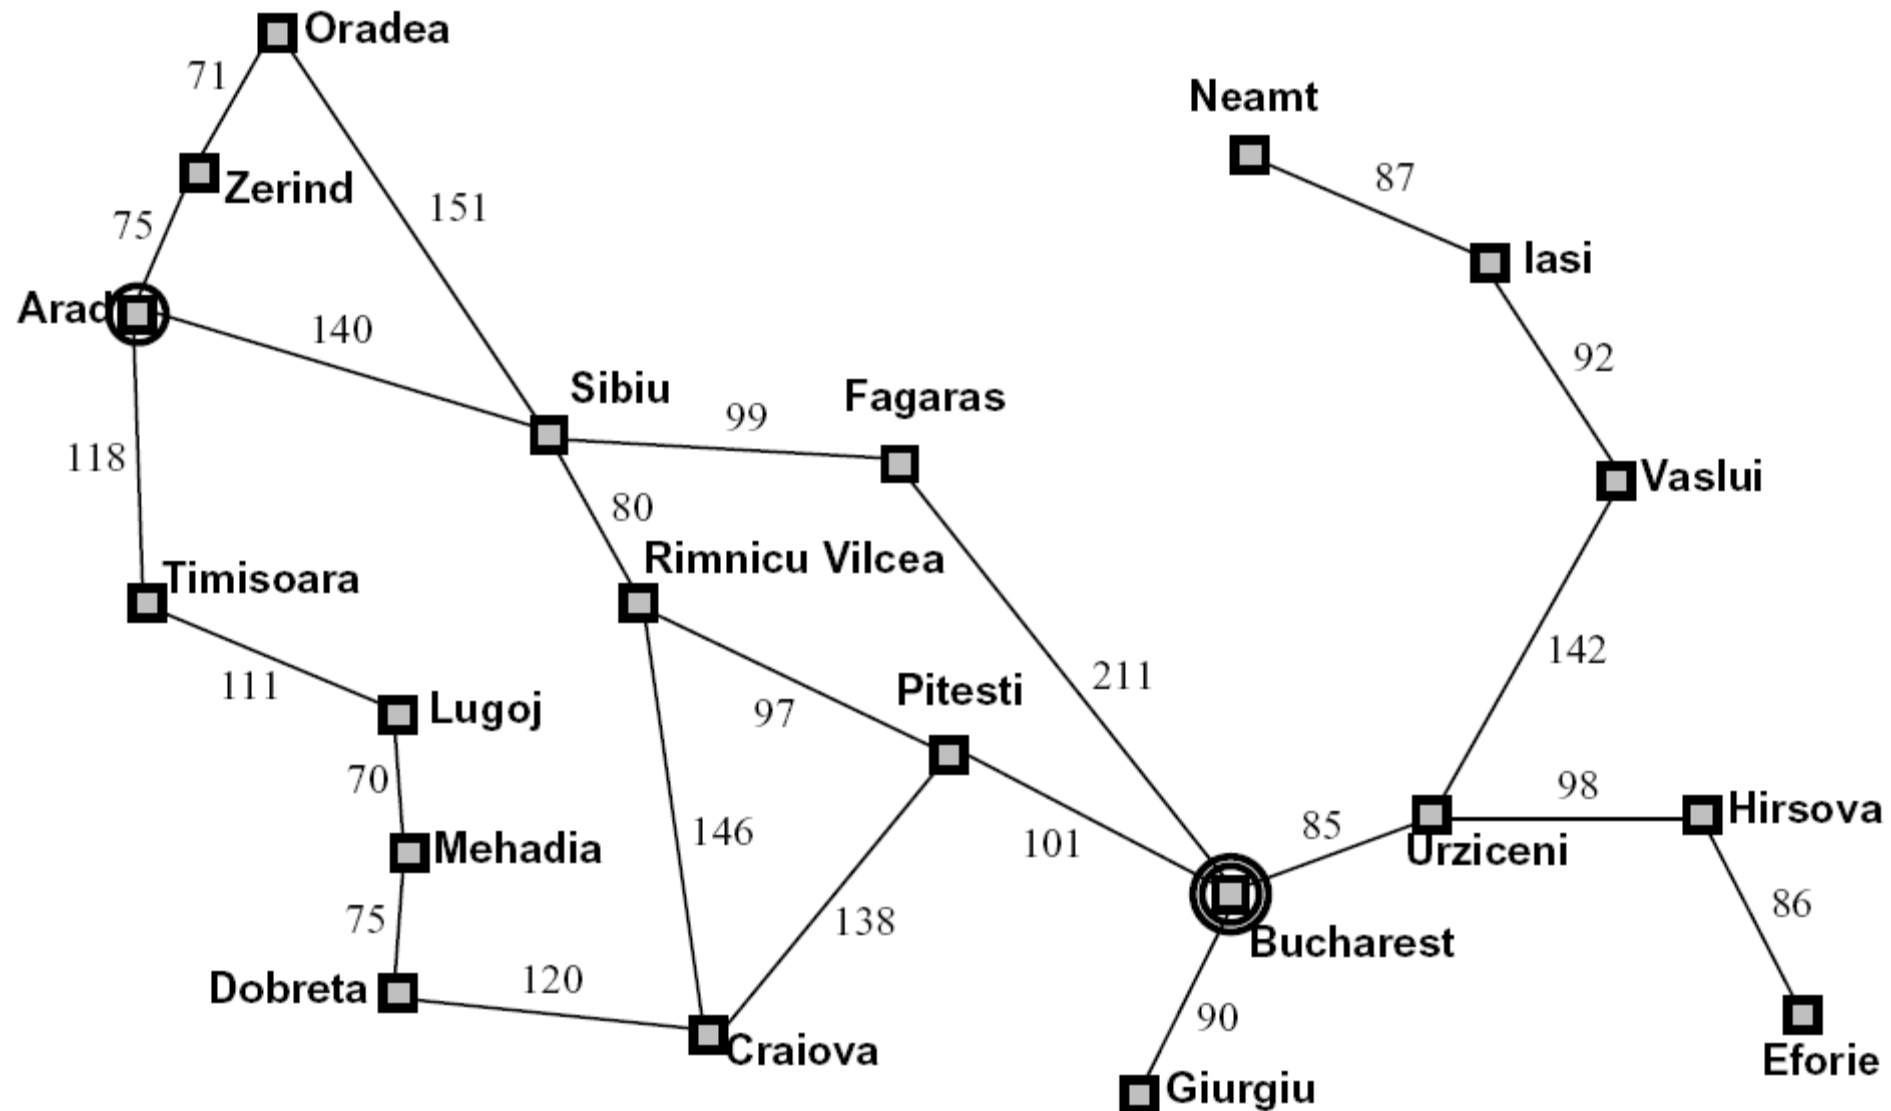 Oradea
71
Neamt
87
Zerind
151
75
Iasi
Arad
140
92
Sibiu
Fagaras
99
118
Vaslui
80
Rimnicu Vilcea
Timisoara
142
211
111
Lugoj
97
Pitesti
70
98
Hirsova
146
101
85
Urziceni
Mehadia
75
138
86
Bucharest
Dobreta
120
90
Craiova
Eforie
Giurgiu